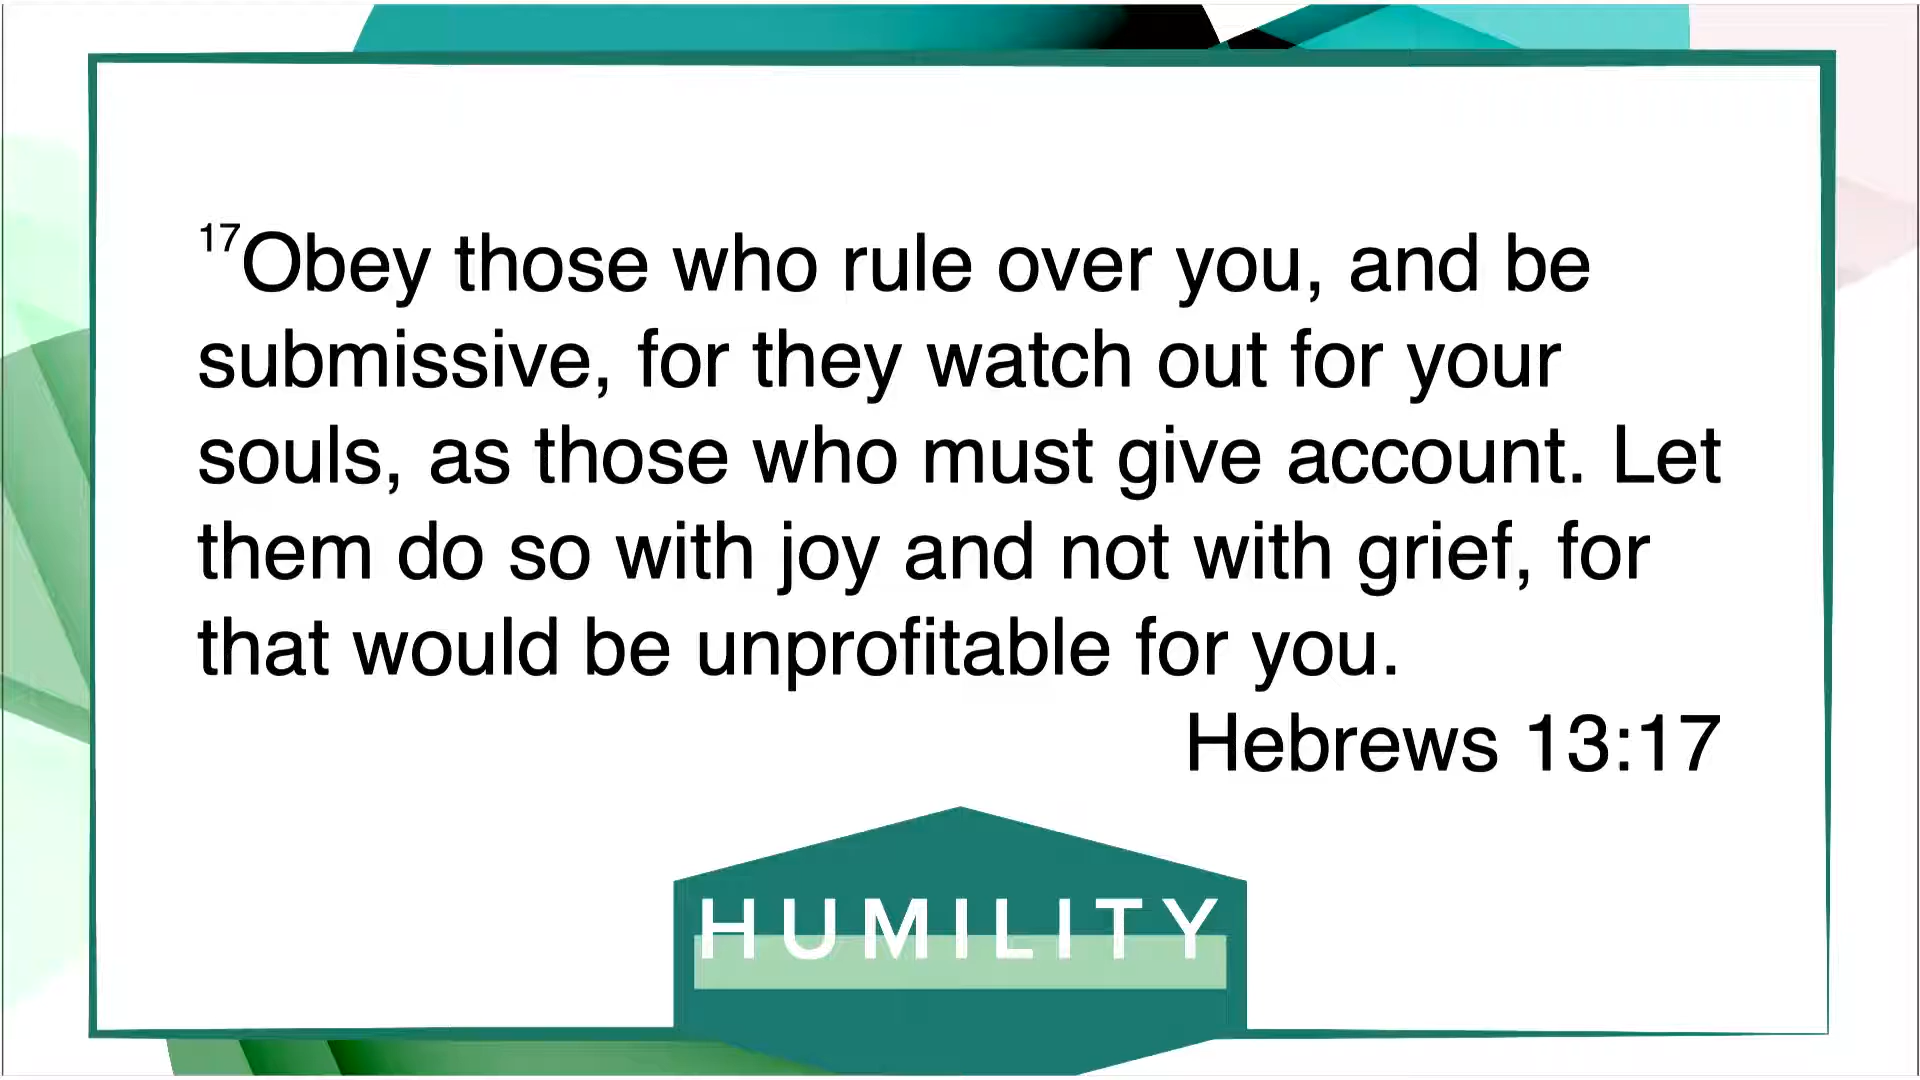 17Obey those who rule over you, and be
submissive, for they watch out for your
souls, as those who must give account. Let
them do so with joy and not with grief, for
that would be unprofitable for you.
Hebrews 13:17
HUMILITY